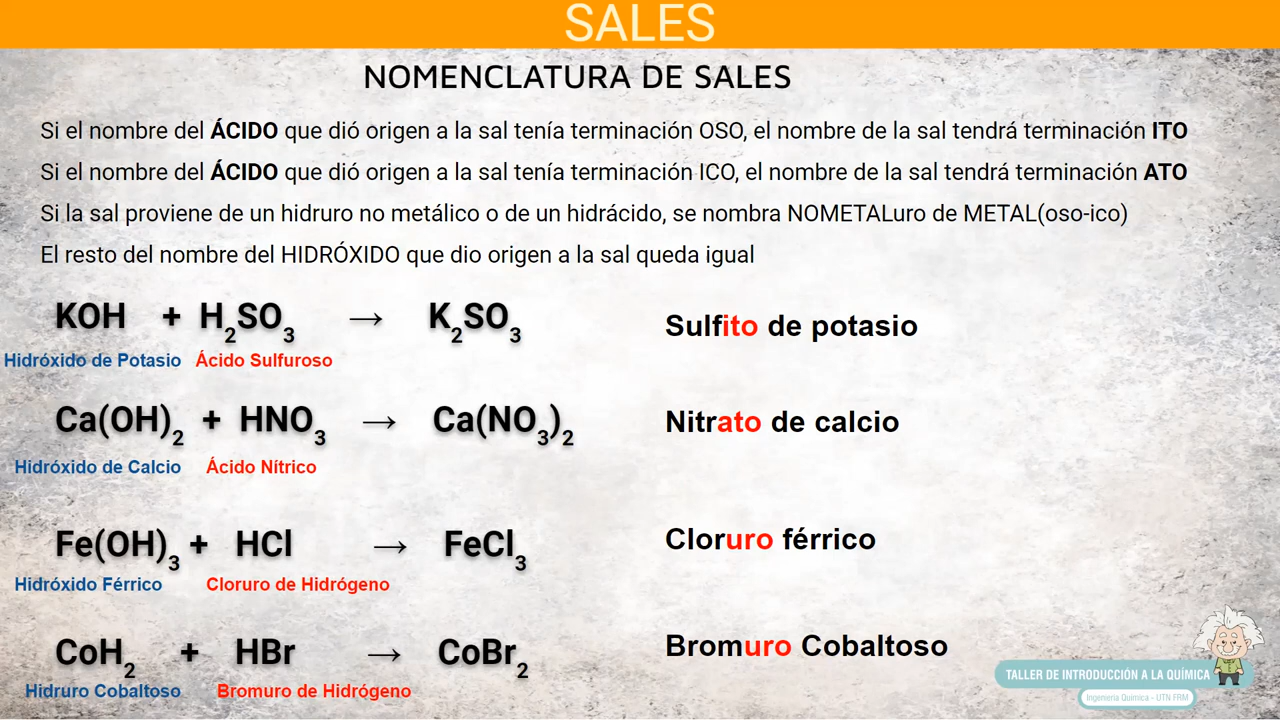 SALES
NOMENCLATURA DE SALES
Si el nombre del ÁCIDO que dió origen a la sal tenía terminación OSO, el nombre de la sal tendrá terminación ITO
Si el nombre del ÁCIDO que dió origen a la sal tenía terminación ICO, el nombre de la sal tendrá terminación ATO
Si la sal proviene de un hidruro no metálico o de un hidrácido, se nombra NOMETALuro de METAL(oso-ico)
El resto del nombre del HIDRÓXIDO que dio origen a la sal queda igual
KOH + H₂SO₃ → K₂SO₃ Sulfito de potasio
Hidróxido de Potasio Ácido Sulfuroso
Ca(OH)₂ + HNO₃ → Ca(NO₃)₂ Nitrato de calcio
Hidróxido de Calcio Ácido Nítrico
Fe(OH)₃ + HCl → FeCl₃ Cloruro férrico
Hidróxido Férrico Cloruro de Hidrógeno
CoH₂ + HBr → CoBr₂ Bromuro Cobaltoso
Hidruro Cobaltoso Bromuro de Hidrógeno
TALLER DE INTRODUCCIÓN A LA QUÍMICA
Ingeniería Química - UTN FRM